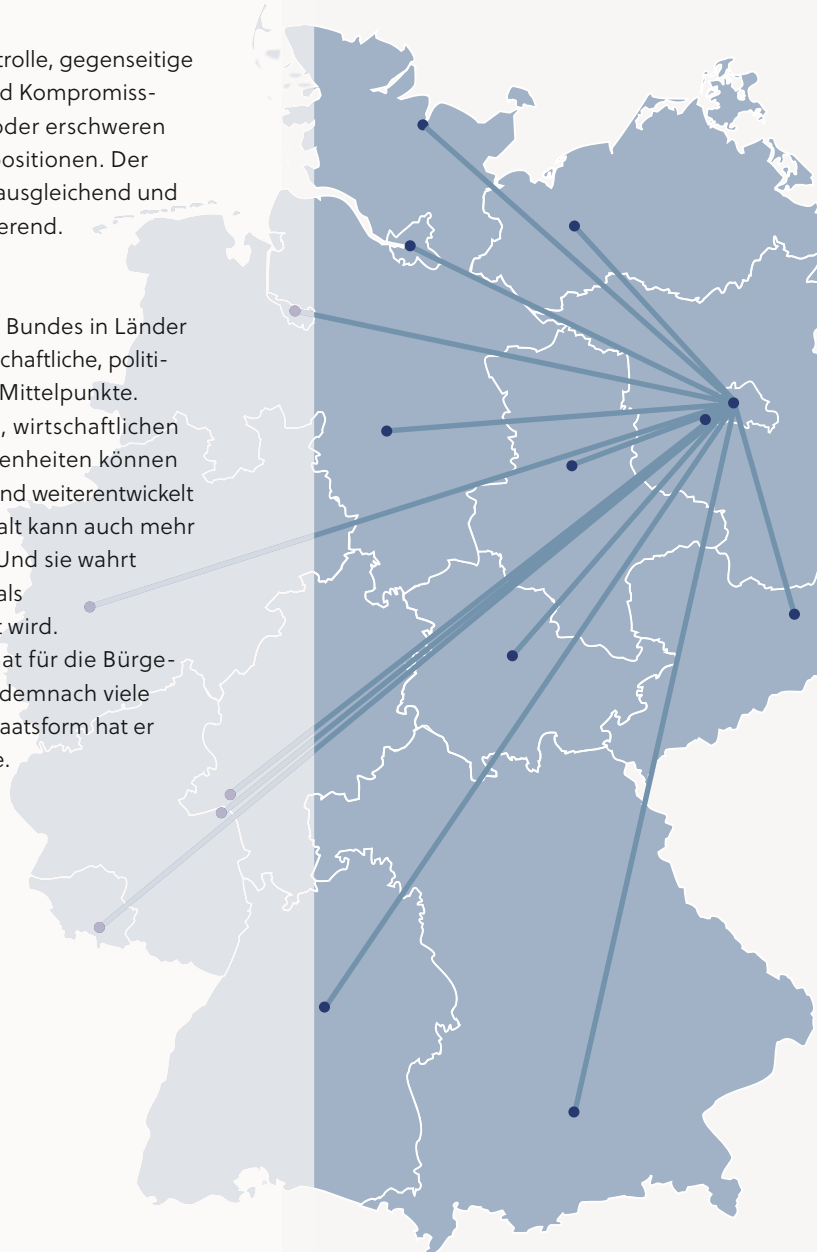 trolle, gegenseitige
d Kompromiss-
oder erschweren
ositionen. Der
ausgleichend und
erend.
Bundes in Länder
chaftliche, politi-
Mittelpunkte.
, wirtschaftlichen
enheiten können
nd weiterentwickelt
alt kann auch mehr
Und sie wahrt
als
t wird.
at für die Bürge-
demnach viele
aatsform hat er
e.